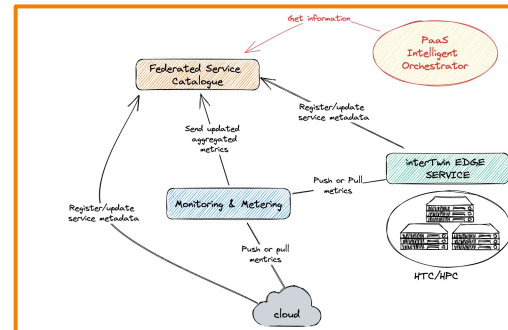 Get information
PaaS
Intelligent
Orchestrator
Federated Service
Catalogue
Register/update
service metadata
Send updated
aggregated
metrics
interTwin EDGE
SERVICE
Push or Pull
metrics
Monitoring & Metering
Register/update
service metadata
Push or pull
mentrics
HTC/HPC
cloud